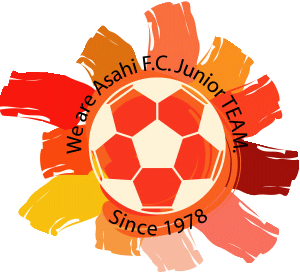 We are Asahi F.C. Junior TEAM.
Since 1978